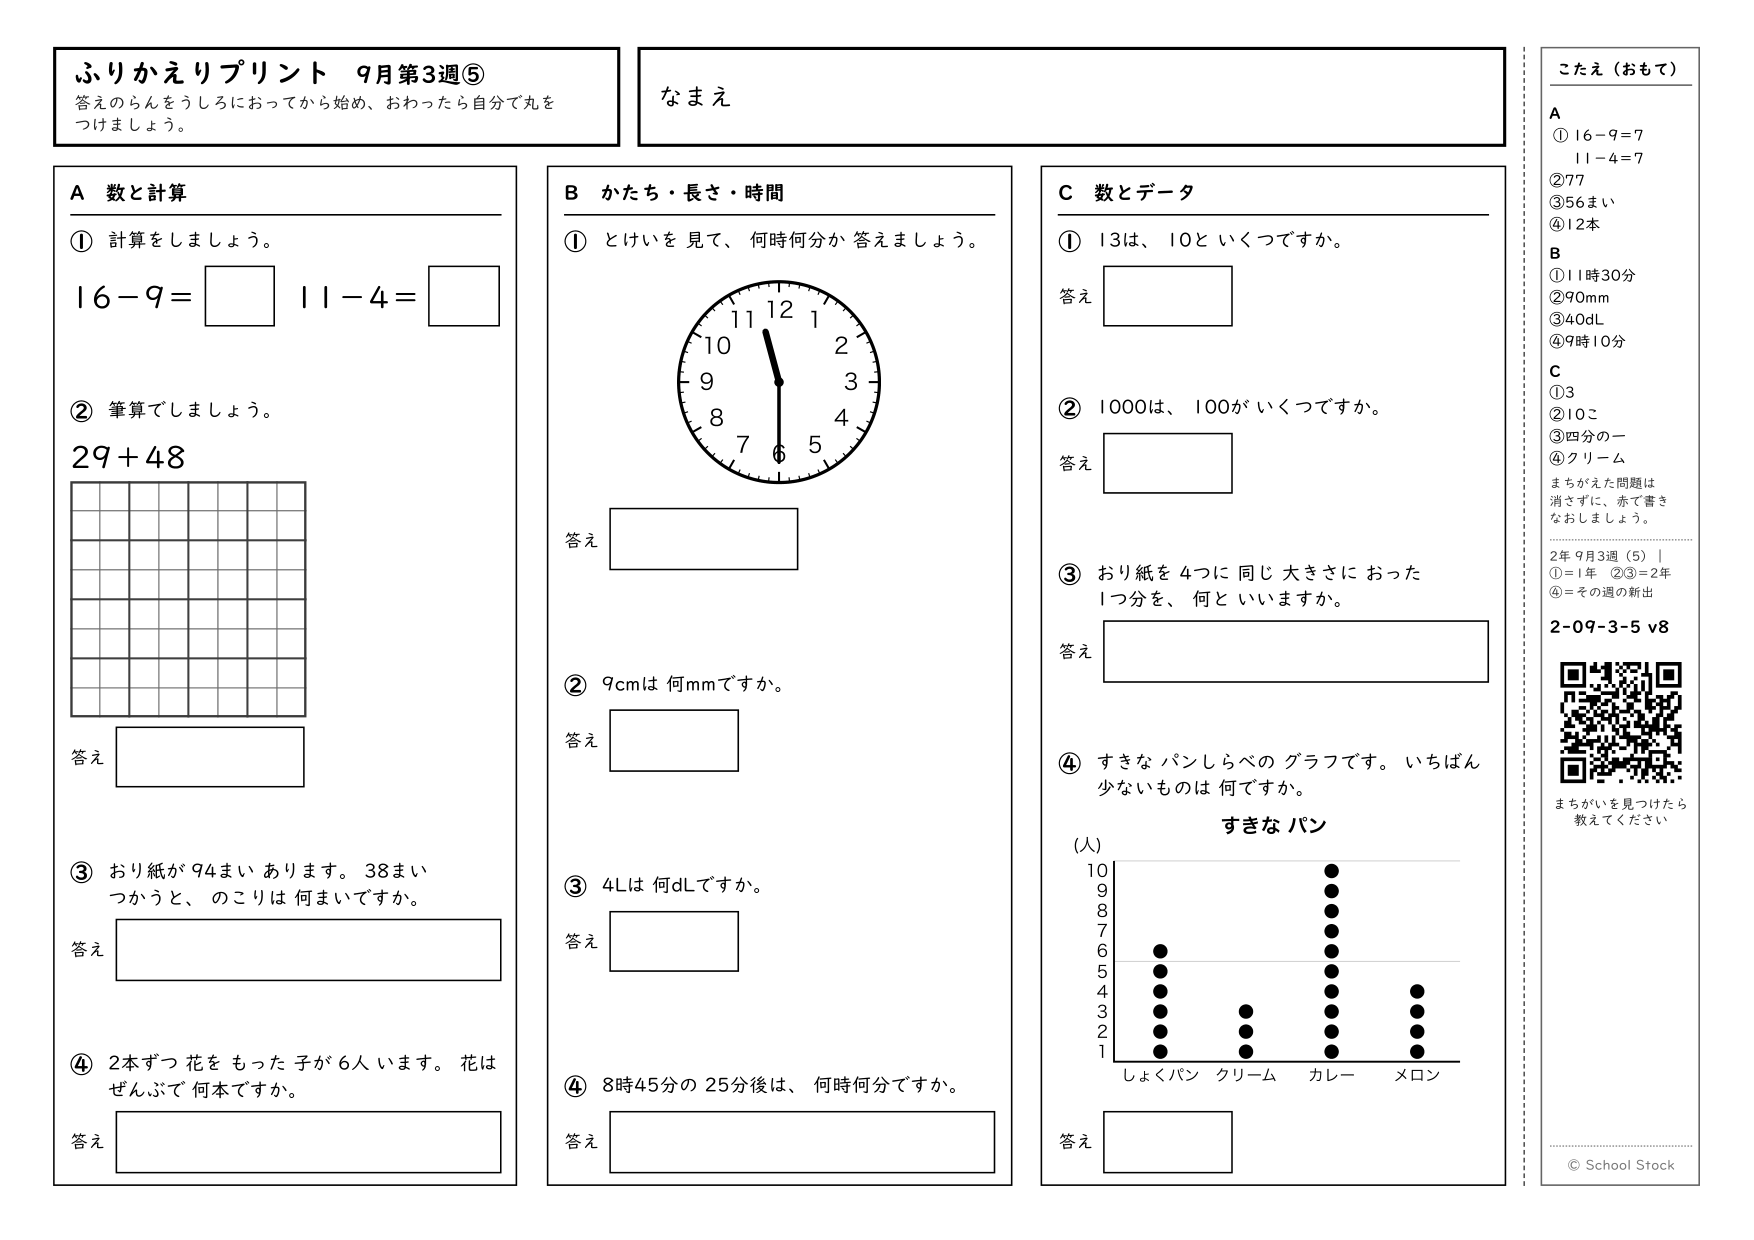 ふりかえりプリント　9月第3週⑤
答えのらんをうしろにおってから始め、おわったら自分で丸を
つけましょう。
なまえ
A　数と計算
① 計算をしましょう。
16－9＝
11－4＝
② 筆算でしましょう。
29＋48
答え
③ おり紙が 94まい あります。 38まい
つかうと、 のこりは 何まいですか。
答え
④ 2本ずつ 花を もった 子が 6人 います。 花は
ぜんぶで 何本ですか。
答え
B　かたち・長さ・時間
① とけいを 見て、 何時何分か 答えましょう。
12
1
2
3
4
5
6
7
8
9
10
11
答え
② 9cmは 何mmですか。
答え
③ 4Lは 何dLですか。
答え
④ 8時45分の 25分後は、 何時何分ですか。
答え
C　数とデータ
① 13は、 10と いくつですか。
答え
② 1000は、 100が いくつですか。
答え
③ おり紙を 4つに 同じ 大きさに おった
1つ分を、 何と いいますか。
答え
④ すきな パンしらべの グラフです。 いちばん
少ないものは 何ですか。
すきな パン
(人)
10
9
8
7
6
5
4
3
2
1
しょくパン クリーム カレー メロン
答え
こたえ（おもて）
A
① 16－9＝7
11－4＝7
②77
③56まい
④12本
B
①11時30分
②90mm
③40dL
④9時10分
C
①3
②10こ
③四分の一
④クリーム
まちがえた問題は
消さずに、赤で書き
なおしましょう。
2年 9月3週（5）｜
①＝1年　②③＝2年
④＝その週の新出
2-09-3-5 v8
まちがいを見つけたら
教えてください
© School Stock